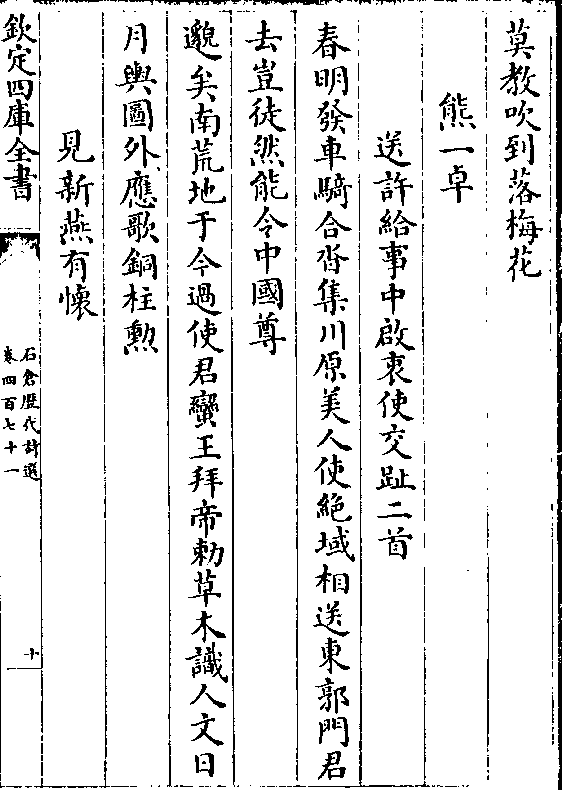 莫教吹到落梅花
熊一卓
送許給事中啟衷使交趾二首
春明發車騎合沓集川原美人使絶域相送東郭門君
去豈徒然能令中國尊
邈矣南荒地于今過使君蠻王拜帝勅草木識人文日
月輿圖外應歌銅柱勲
見新燕有懷
欽定四庫全書
石倉歴代詩選
卷四百七十一
十